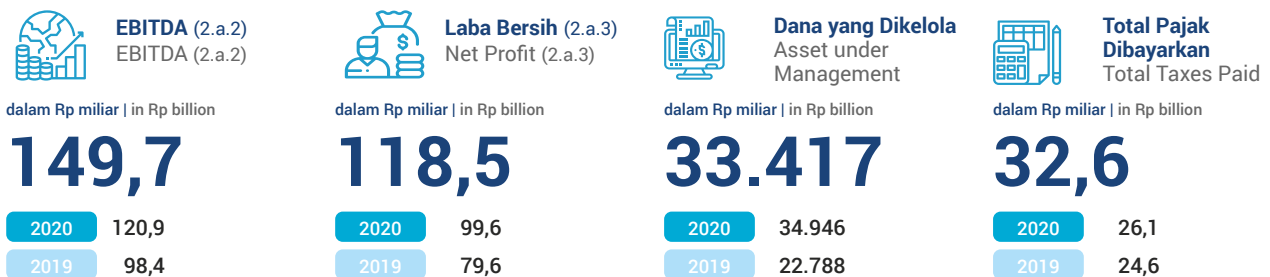 EBITDA (2.a.2)
EBITDA (2.a.2)
dalam Rp miliar | in Rp billion
149,7
2020 120,9
2019 98,4
Laba Bersih (2.a.3)
Net Profit (2.a.3)
dalam Rp miliar | in Rp billion
118,5
2020 99,6
2019 79,6
Dana yang Dikelola
Asset under
Management
dalam Rp miliar | in Rp billion
33.417
2020 34.946
2019 22.788
Total Pajak
Dibayarkan
Total Taxes Paid
dalam Rp miliar | in Rp billion
32,6
2020 26,1
2019 24,6